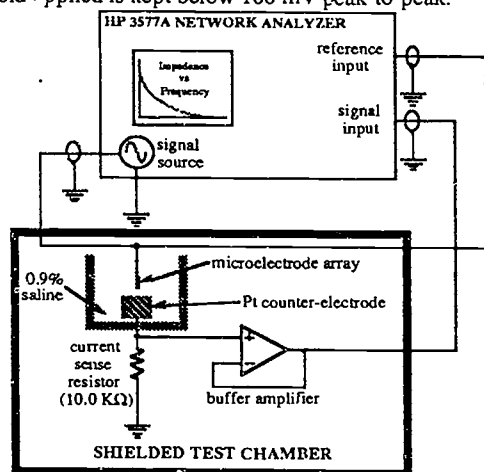 applied is kept below 100 mV peak-to-peak.
HP 3577A NETWORK ANALYZER
reference
input
Impedance
vs
Frequency
signal
input
signal
source
microelectrode array
0.9%
saline
Pt counter-electrode
+
−
current
sense
resistor
(10.0 KΩ)
buffer amplifier
SHIELDED TEST CHAMBER